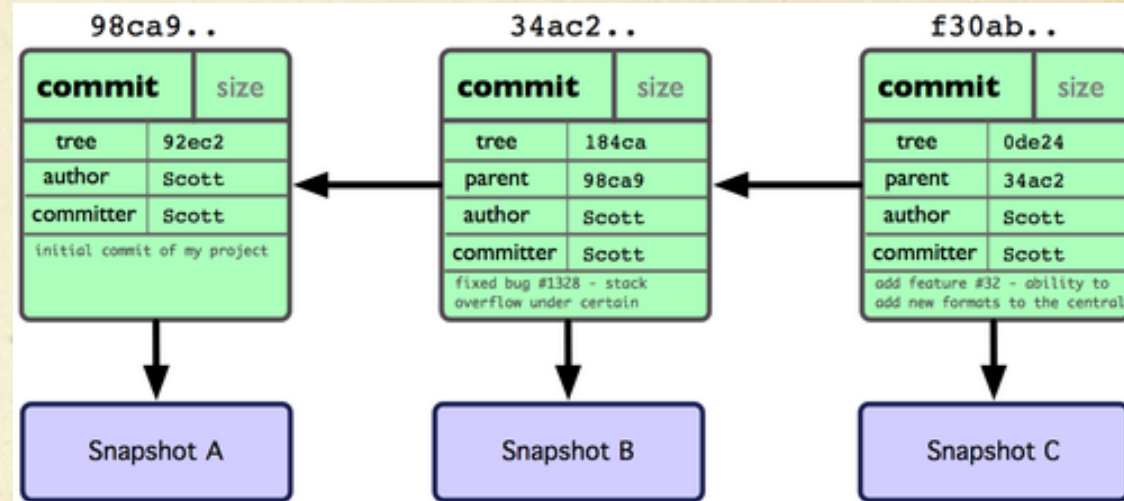 98ca9..
commit size
tree 92ec2
author Scott
committer Scott
initial commit of my project
Snapshot A
34ac2..
commit size
tree 184ca
parent 98ca9
author Scott
committer Scott
fixed bug #1328 - stack
overflow under certain
Snapshot B
f30ab..
commit size
tree 0de24
parent 34ac2
author Scott
committer Scott
add feature #32 - ability to
add new formats to the central
Snapshot C